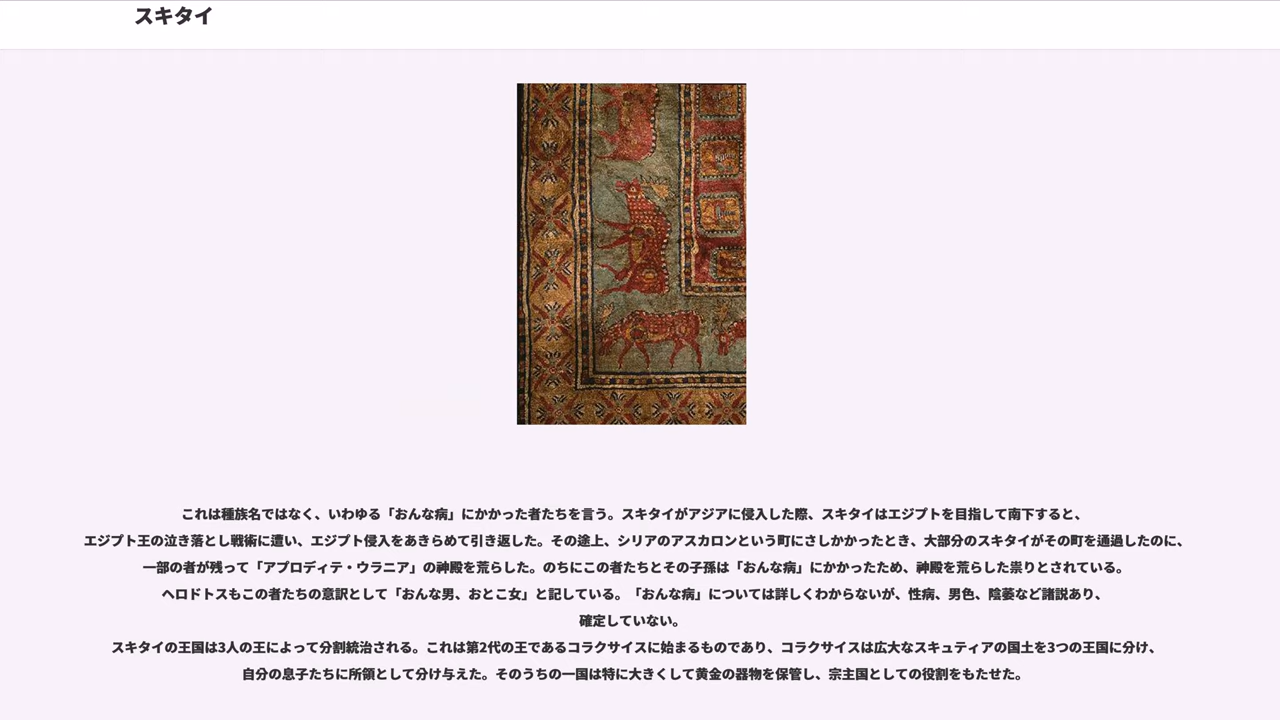 スキタイ
これは種族名ではなく、いわゆる「おんな病」にかかった者たちを言う。スキタイがアジアに侵入した際、スキタイはエジプトを目指して南下すると、
エジプト王の泣き落とし戦術に遭い、エジプト侵入をあきらめて引き返した。その途上、シリアのアスカロンという町にさしかかったとき、大部分のスキタイがその町を通過したのに、
一部の者が残って「アプロディテ・ウラニア」の神殿を荒らした。のちにこの者たちとその子孫は「おんな病」にかかったため、神殿を荒らした祟りとされている。
ヘロドトスもこの者たちの意訳として「おんな男、おとこ女」と記している。「おんな病」については詳しくわからないが、性病、男色、陰萎など諸説あり、
確定していない。
スキタイの王国は3人の王によって分割統治される。これは第2代の王であるコラクサイスに始まるものであり、コラクサイスは広大なスキュティアの国土を3つの王国に分け、
自分の息子たちに所領として分け与えた。そのうちの一国は特に大きくして黄金の器物を保管し、宗主国としての役割をもたせた。